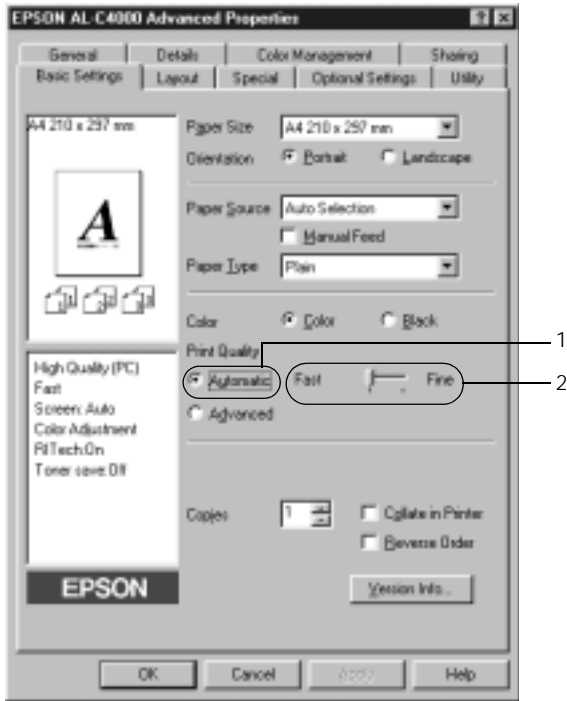 EPSON AL-C4000 Advanced Properties
General Details Color Management Sharing
Basic Settings Layout Special Optional Settings Utility
A4 210 x 297 mm
Paper Size A4 210 x 297 mm
Orientation Portrait Landscape
A
Paper Source Auto Selection
Manual Feed
Paper Type Plain
1 2 3
Color Color Black
Print Quality
1
Automatic Fast Fine
2
Advanced
High Quality (PC)
Fast
Screen: Auto
Color Adjustment
RITech:On
Toner save: Off
Copies 1 Collate in Printer
Reverse Order
EPSON
Version Info...
OK Cancel Apply Help